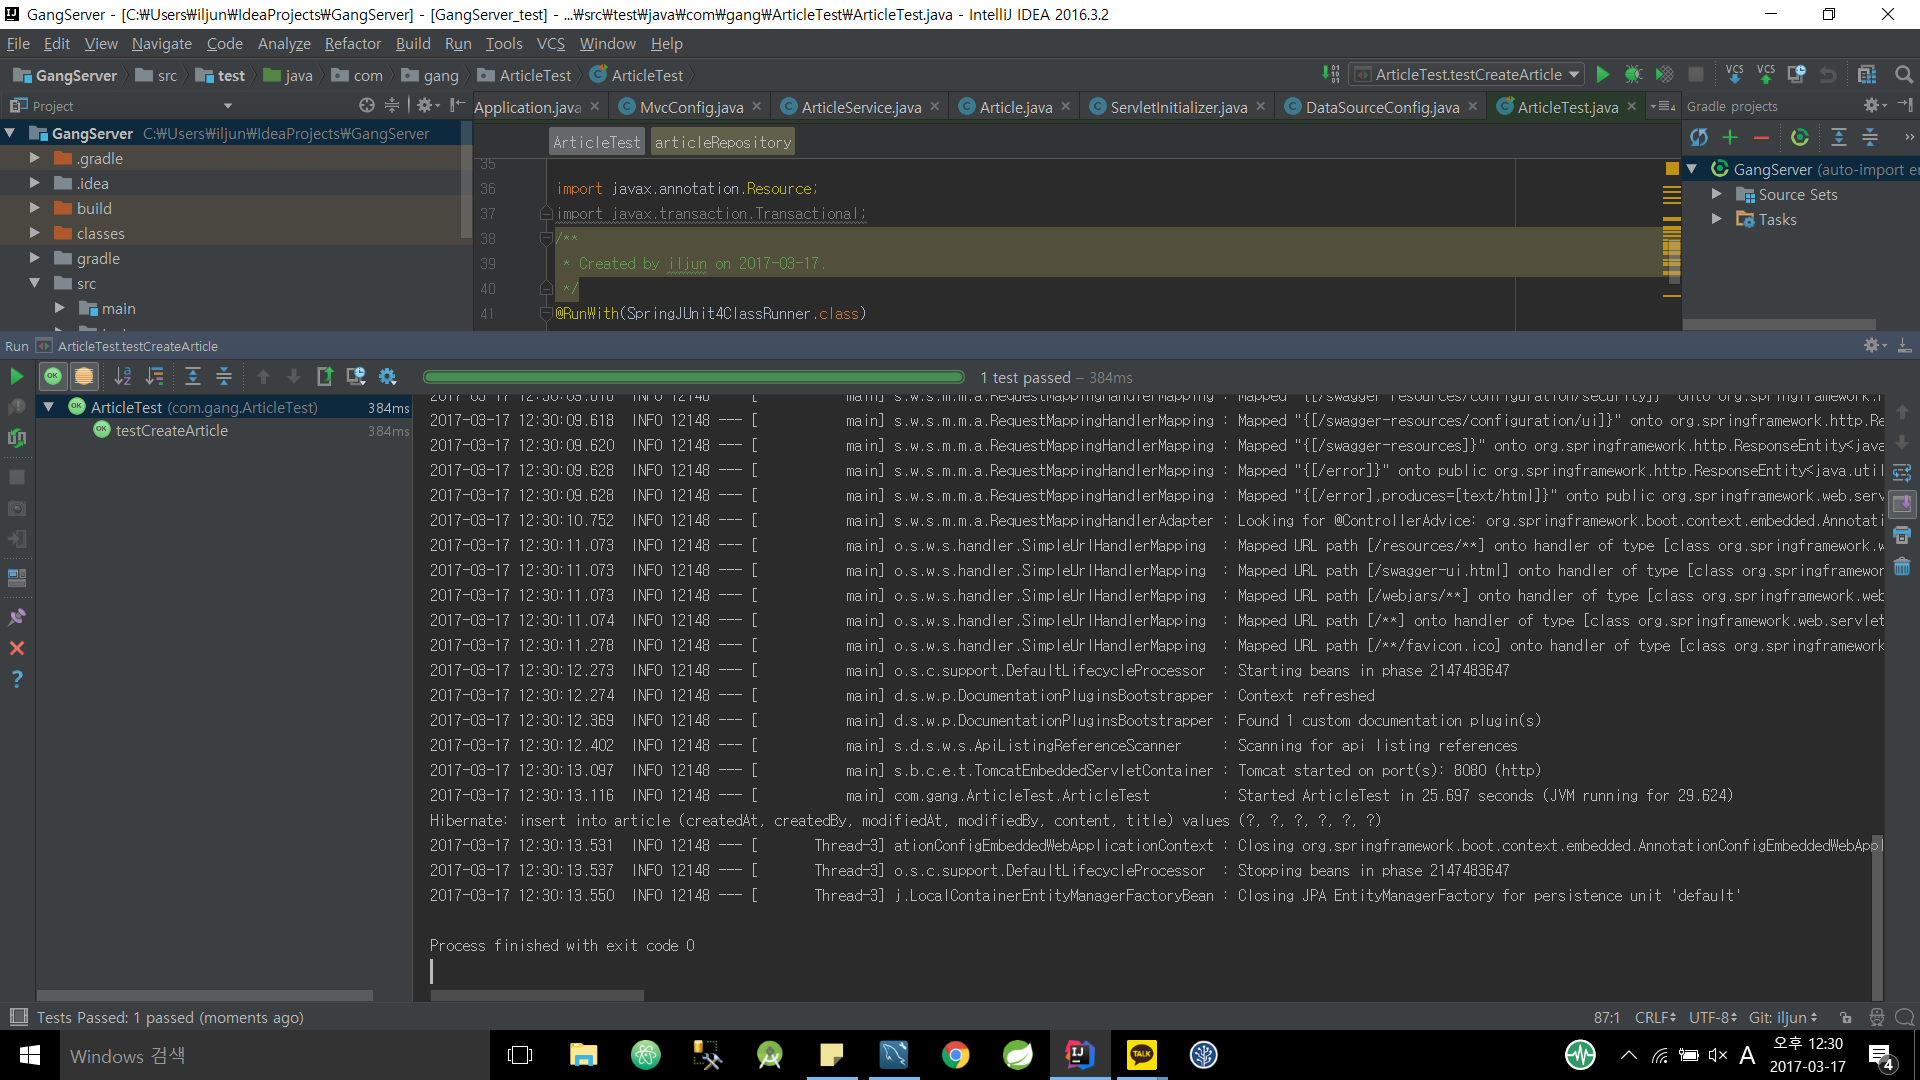 GangServer - [C:₩Users₩iljun₩IdeaProjects₩GangServer] - [GangServer_test] - ...₩src₩test₩java₩com₩gang₩ArticleTest₩ArticleTest.java - IntelliJ IDEA 2016.3.2
File Edit View Navigate Code Analyze Refactor Build Run Tools VCS Window Help
GangServer src test java com gang ArticleTest ArticleTest
ArticleTest.testCreateArticle VCS VCS
Project
Application.java MvcConfig.java ArticleService.java Article.java ServletInitializer.java DataSourceConfig.java ArticleTest.java
Gradle projects
GangServer C:₩Users₩iljun₩IdeaProjects₩GangServer
.gradle
.idea
build
classes
gradle
src
main
ArticleTest articleRepository
35
36 import javax.annotation.Resource;
37 import javax.transaction.Transactional;
38 /**
39 * Created by iljun on 2017-03-17.
40 */
41 @RunWith(SpringJUnit4ClassRunner.class)
GangServer (auto-import en
Source Sets
Tasks
Run ArticleTest.testCreateArticle
1 test passed – 384ms
ArticleTest (com.gang.ArticleTest) 384ms
testCreateArticle 384ms
2017-03-17 12:30:09.618 INFO 12148 --- [ main] s.w.s.m.m.a.RequestMappingHandlerMapping : Mapped "{[/swagger-resources/configuration/security]}" onto org.springframework.h
2017-03-17 12:30:09.618 INFO 12148 --- [ main] s.w.s.m.m.a.RequestMappingHandlerMapping : Mapped "{[/swagger-resources/configuration/ui]}" onto org.springframework.http.Re
2017-03-17 12:30:09.620 INFO 12148 --- [ main] s.w.s.m.m.a.RequestMappingHandlerMapping : Mapped "{[/swagger-resources]}" onto org.springframework.http.ResponseEntity<java
2017-03-17 12:30:09.628 INFO 12148 --- [ main] s.w.s.m.m.a.RequestMappingHandlerMapping : Mapped "{[/error]}" onto public org.springframework.http.ResponseEntity<java.util
2017-03-17 12:30:09.628 INFO 12148 --- [ main] s.w.s.m.m.a.RequestMappingHandlerMapping : Mapped "{[/error],produces=[text/html]}" onto public org.springframework.web.serv
2017-03-17 12:30:10.752 INFO 12148 --- [ main] s.w.s.m.m.a.RequestMappingHandlerAdapter : Looking for @ControllerAdvice: org.springframework.boot.context.embedded.Annotati
2017-03-17 12:30:11.073 INFO 12148 --- [ main] o.s.w.s.handler.SimpleUrlHandlerMapping : Mapped URL path [/resources/**] onto handler of type [class org.springframework.w
2017-03-17 12:30:11.073 INFO 12148 --- [ main] o.s.w.s.handler.SimpleUrlHandlerMapping : Mapped URL path [/swagger-ui.html] onto handler of type [class org.springframewor
2017-03-17 12:30:11.073 INFO 12148 --- [ main] o.s.w.s.handler.SimpleUrlHandlerMapping : Mapped URL path [/webjars/**] onto handler of type [class org.springframework.web
2017-03-17 12:30:11.074 INFO 12148 --- [ main] o.s.w.s.handler.SimpleUrlHandlerMapping : Mapped URL path [/**] onto handler of type [class org.springframework.web.servlet
2017-03-17 12:30:11.278 INFO 12148 --- [ main] o.s.w.s.handler.SimpleUrlHandlerMapping : Mapped URL path [/**/favicon.ico] onto handler of type [class org.springframework
2017-03-17 12:30:12.273 INFO 12148 --- [ main] o.s.c.support.DefaultLifecycleProcessor : Starting beans in phase 2147483647
2017-03-17 12:30:12.274 INFO 12148 --- [ main] d.s.w.p.DocumentationPluginsBootstrapper : Context refreshed
2017-03-17 12:30:12.369 INFO 12148 --- [ main] d.s.w.p.DocumentationPluginsBootstrapper : Found 1 custom documentation plugin(s)
2017-03-17 12:30:12.402 INFO 12148 --- [ main] s.d.s.w.s.ApiListingReferenceScanner : Scanning for api listing references
2017-03-17 12:30:13.097 INFO 12148 --- [ main] s.b.c.e.t.TomcatEmbeddedServletContainer : Tomcat started on port(s): 8080 (http)
2017-03-17 12:30:13.116 INFO 12148 --- [ main] com.gang.ArticleTest.ArticleTest : Started ArticleTest in 25.697 seconds (JVM running for 29.624)
Hibernate: insert into article (createdAt, createdBy, modifiedAt, modifiedBy, content, title) values (?, ?, ?, ?, ?, ?)
2017-03-17 12:30:13.531 INFO 12148 --- [ Thread-3] ationConfigEmbeddedWebApplicationContext : Closing org.springframework.boot.context.embedded.AnnotationConfigEmbeddedWebAppl
2017-03-17 12:30:13.537 INFO 12148 --- [ Thread-3] o.s.c.support.DefaultLifecycleProcessor : Stopping beans in phase 2147483647
2017-03-17 12:30:13.550 INFO 12148 --- [ Thread-3] j.LocalContainerEntityManagerFactoryBean : Closing JPA EntityManagerFactory for persistence unit 'default'
Process finished with exit code 0
Tests Passed: 1 passed (moments ago)
87:1 CRLF UTF-8 Git: iljun
Windows 검색
TALK
A
오후 12:30
2017-03-17
4